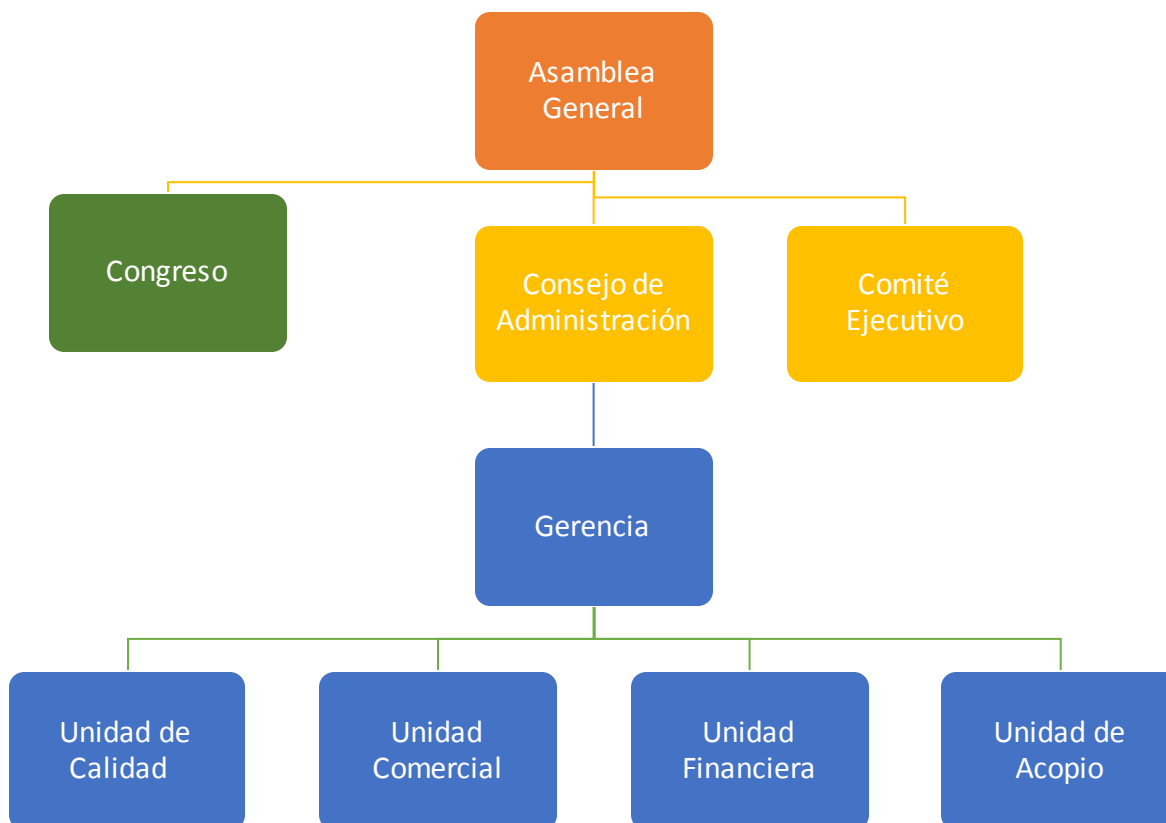 Asamblea
General
Congreso
Consejo de
Administración
Comité
Ejecutivo
Gerencia
Unidad de
Calidad
Unidad
Comercial
Unidad
Financiera
Unidad de
Acopio